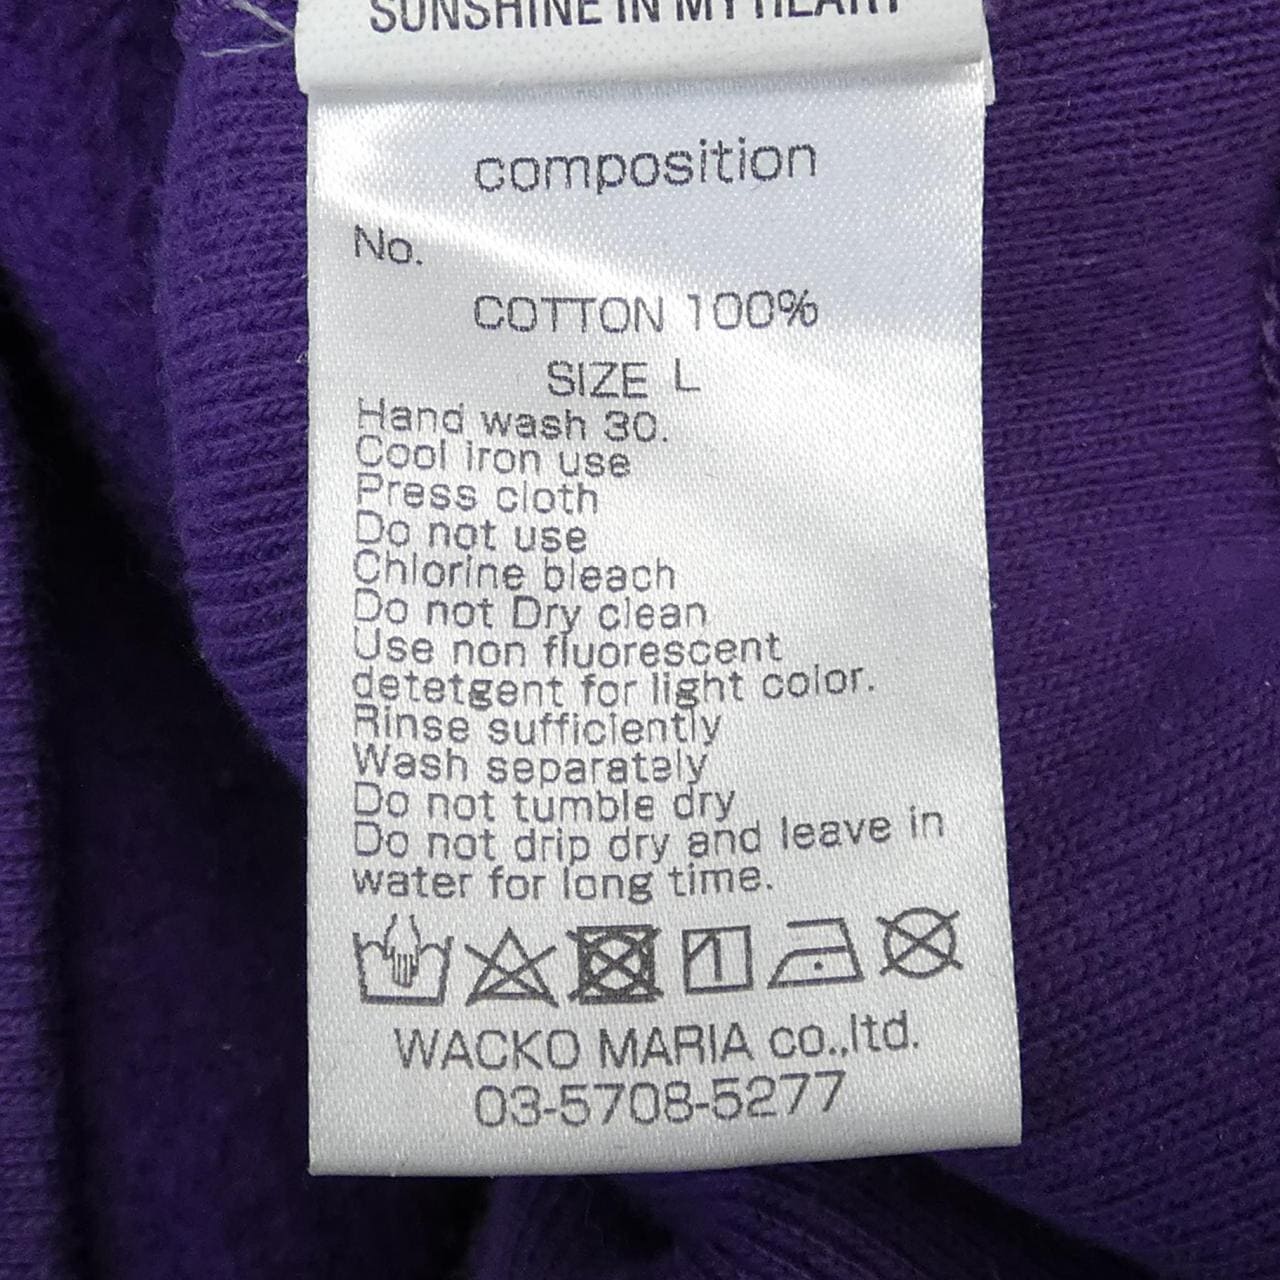 SUNSHINE IN MY HEART
composition
No.
COTTON 100%
SIZE L
Hand wash 30.
Cool iron use
Press cloth
Do not use
Chlorine bleach
Do not Dry clean
Use non fluorescent
detetgent for light color.
Rinse sufficiently
Wash separately
Do not tumble dry
Do not drip dry and leave in
water for long time.
WACKO MARIA co.,ltd.
03-5708-5277